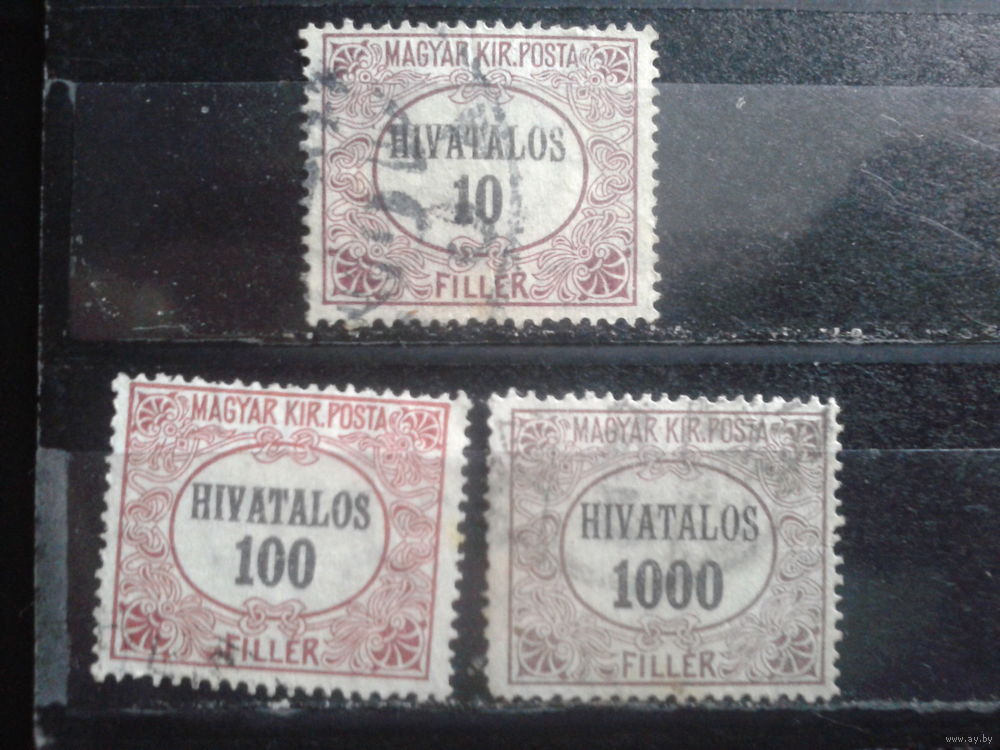 MAGYAR KIR. POSTA
HIVATALOS
10
FILLER
MAGYAR KIR. POSTA
HIVATALOS
100
FILLER
MAGYAR KIR. POSTA
HIVATALOS
1000
FILLER
www.ay.by